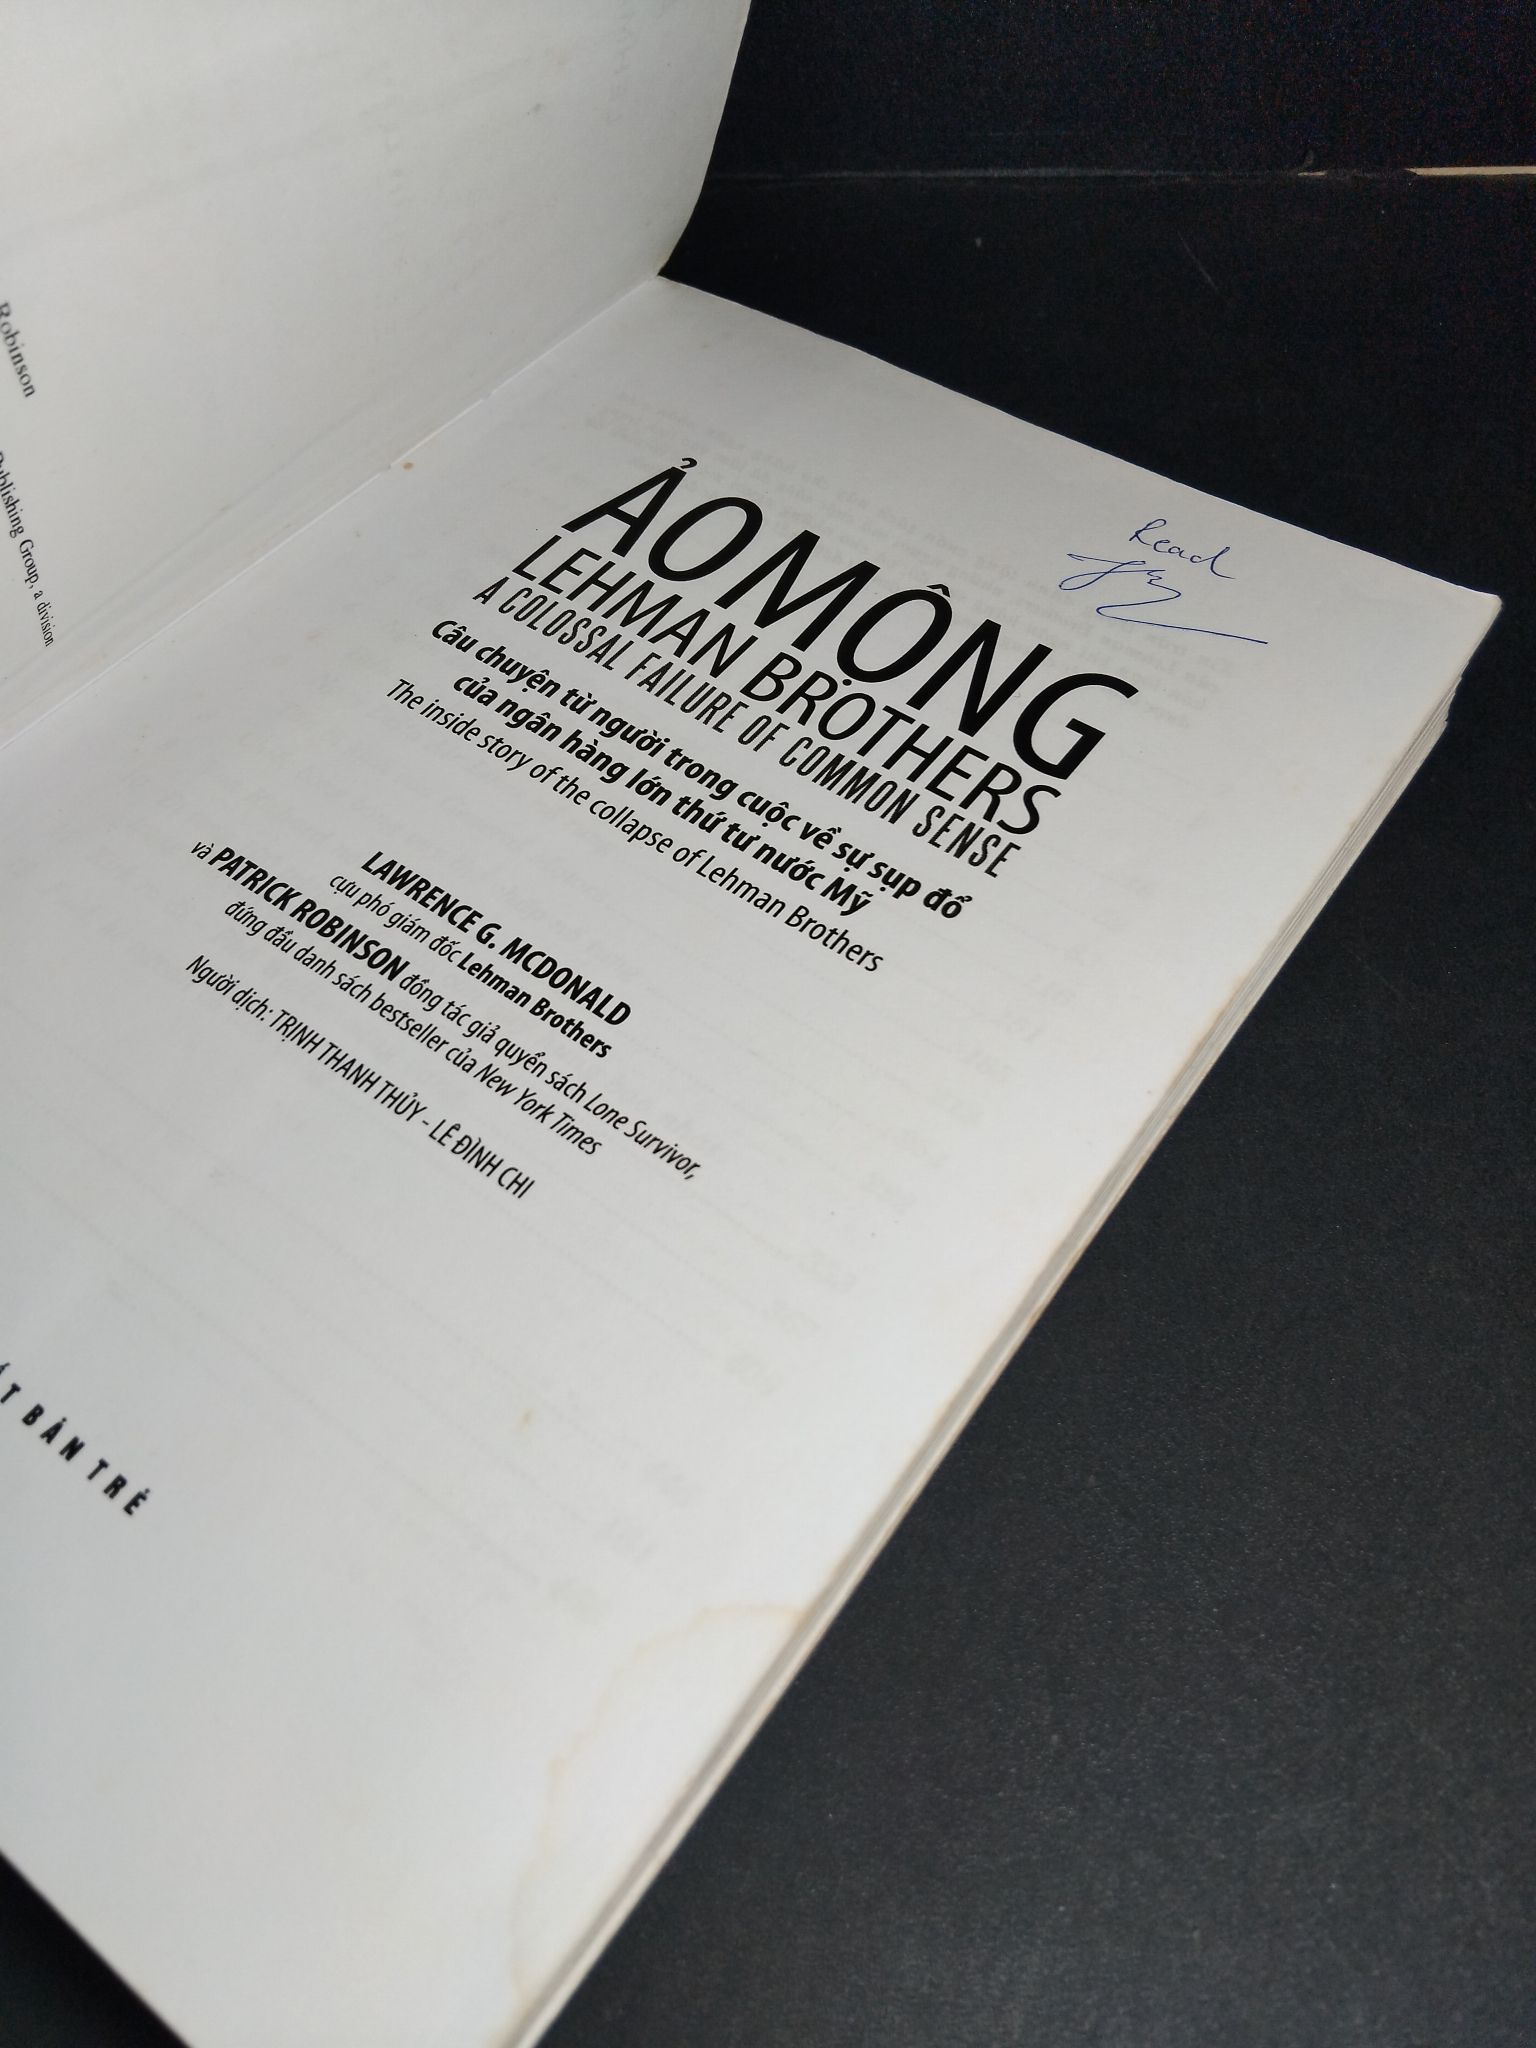 Robinson
Publishing Group, a division
Read
ẢO MỘNG
LEHMAN BROTHERS
A COLOSSAL FAILURE OF COMMON SENSE
Câu chuyện từ người trong cuộc về sự sụp đổ
của ngân hàng lớn thứ tư nước Mỹ
The inside story of the collapse of Lehman Brothers
LAWRENCE G. MCDONALD
cựu phó giám đốc Lehman Brothers
và PATRICK ROBINSON đồng tác giả quyển sách Lone Survivor,
đứng đầu danh sách bestseller của New York Times
Người dịch: TRỊNH THANH THỦY - LÊ ĐÌNH CHI
BẢN TRẺ